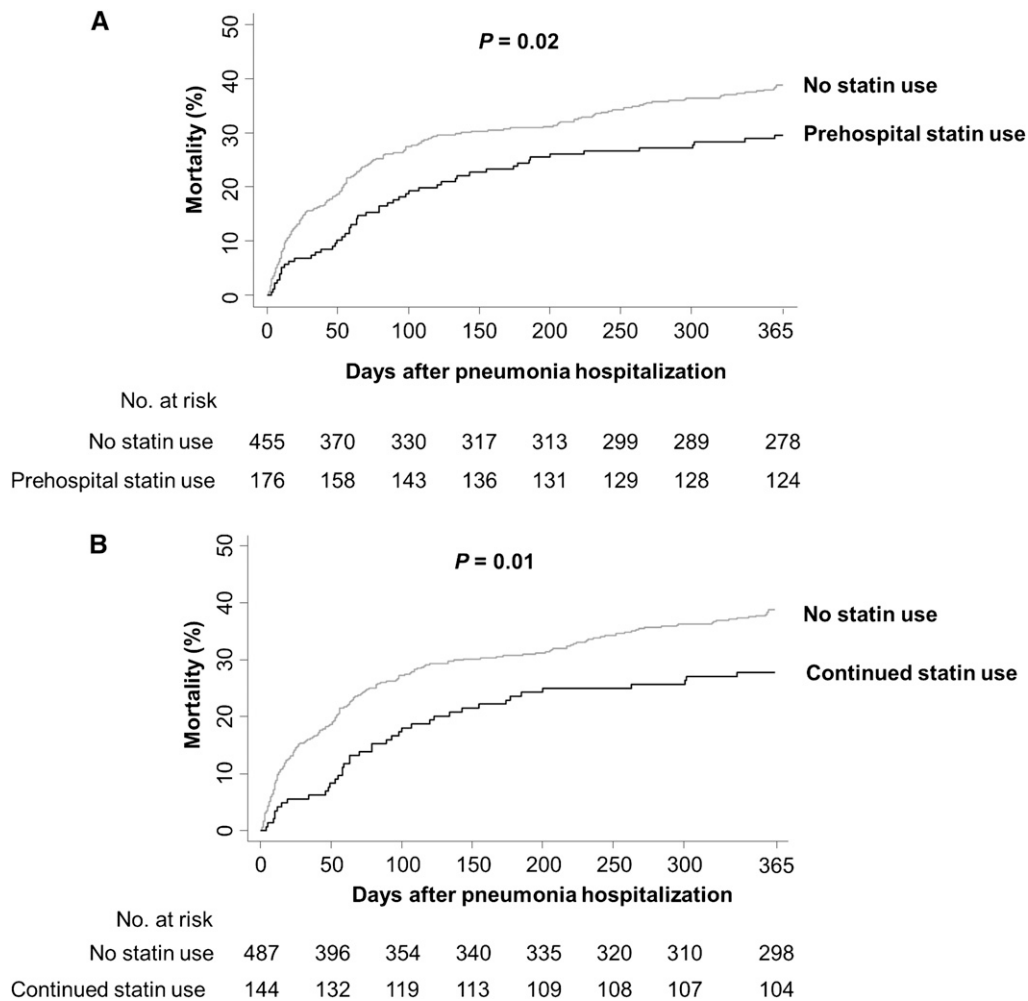 A
P = 0.02
No statin use
Prehospital statin use
Mortality (%)
50
40
30
20
10
0
0 50 100 150 200 250 300 365
Days after pneumonia hospitalization
No. at risk
No statin use 455 370 330 317 313 299 289 278
Prehospital statin use 176 158 143 136 131 129 128 124
B
P = 0.01
No statin use
Continued statin use
Mortality (%)
50
40
30
20
10
0
0 50 100 150 200 250 300 365
Days after pneumonia hospitalization
No. at risk
No statin use 487 396 354 340 335 320 310 298
Continued statin use 144 132 119 113 109 108 107 104